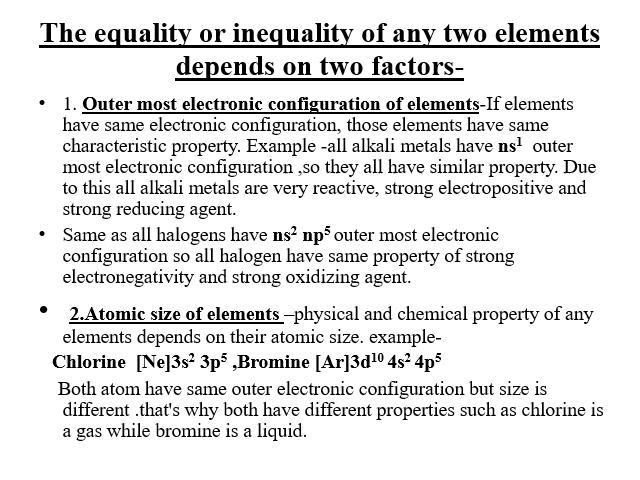 The equality or inequality of any two elements
depends on two factors-
• 1. Outer most electronic configuration of elements-If elements
have same electronic configuration, those elements have same
characteristic property. Example -all alkali metals have ns¹ outer
most electronic configuration ,so they all have similar property. Due
to this all alkali metals are very reactive, strong electropositive and
strong reducing agent.
• Same as all halogens have ns² np⁵ outer most electronic
configuration so all halogen have same property of strong
electronegativity and strong oxidizing agent.
• 2.Atomic size of elements –physical and chemical property of any
elements depends on their atomic size. example-
Chlorine [Ne]3s² 3p⁵ ,Bromine [Ar]3d¹⁰ 4s² 4p⁵
Both atom have same outer electronic configuration but size is
different .that's why both have different properties such as chlorine is
a gas while bromine is a liquid.